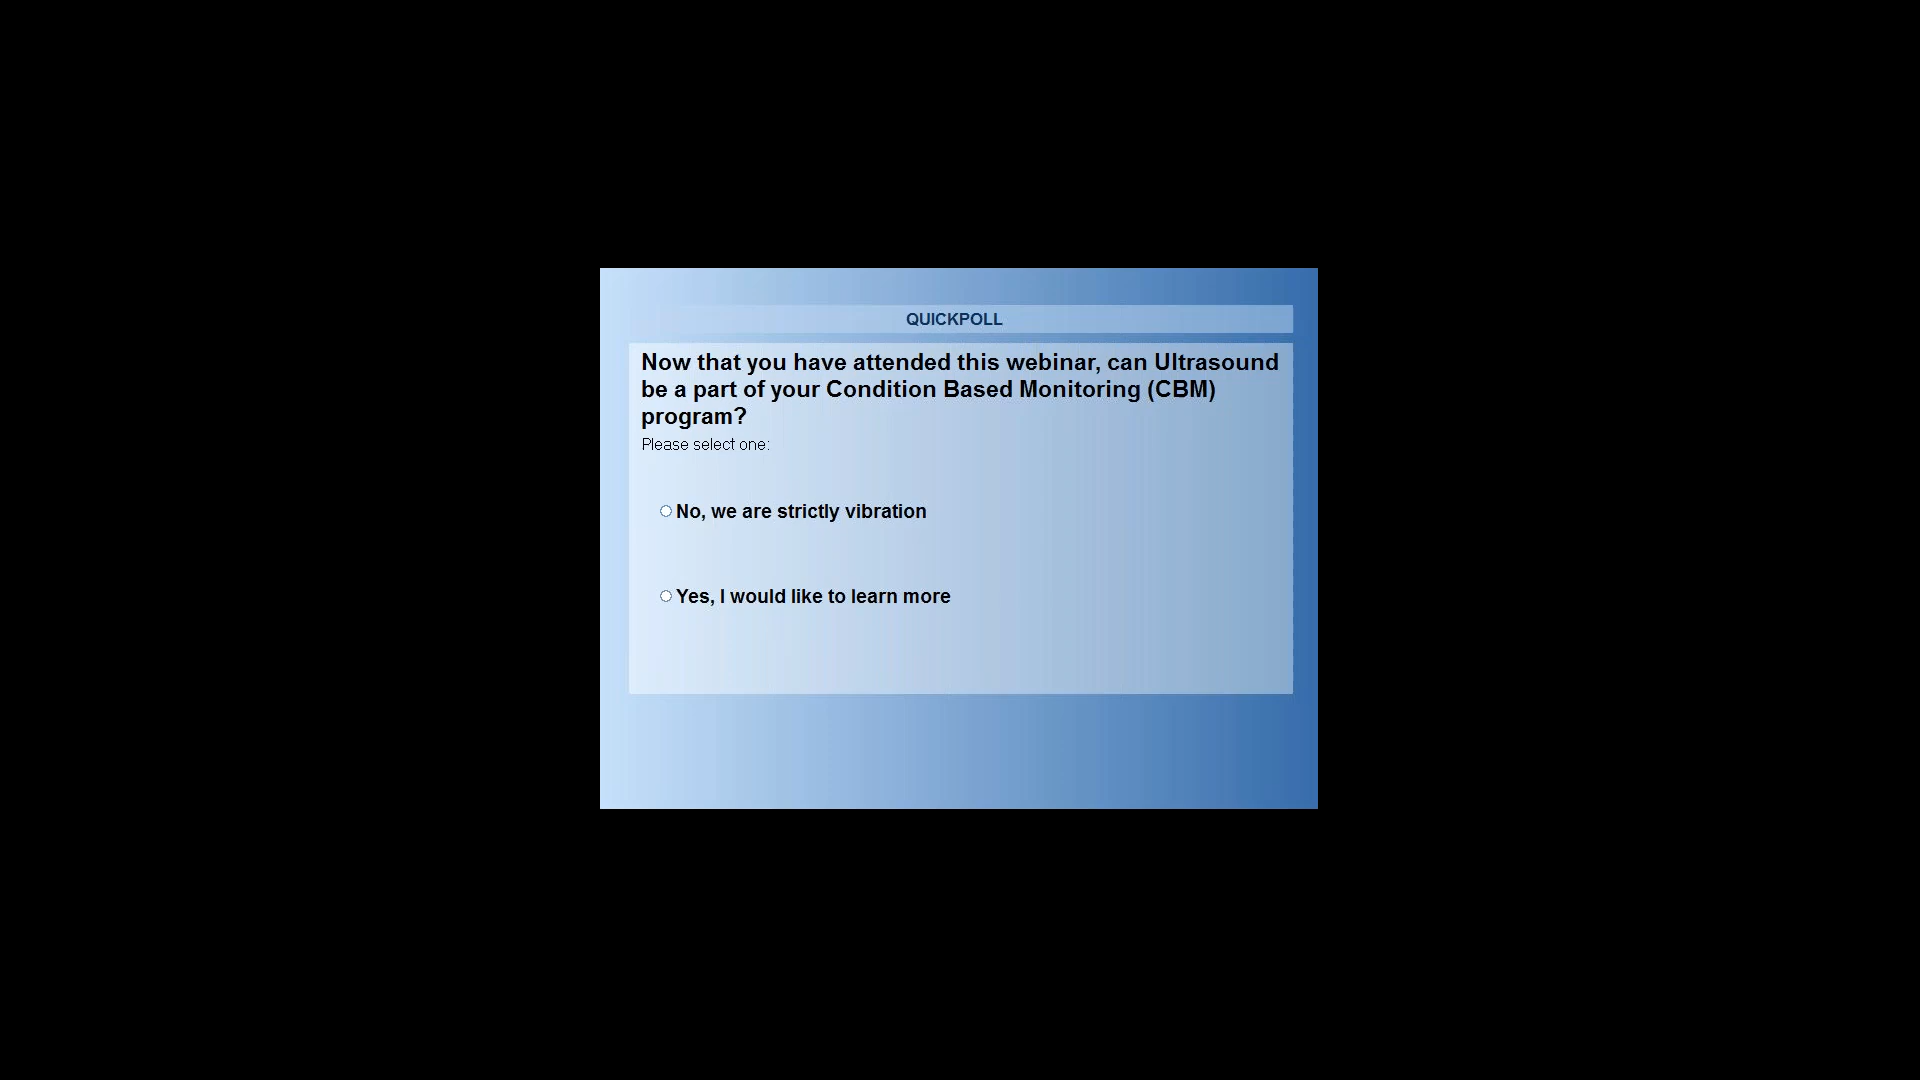 QUICKPOLL
Now that you have attended this webinar, can Ultrasound
be a part of your Condition Based Monitoring (CBM)
program?
Please select one:
No, we are strictly vibration
Yes, I would like to learn more